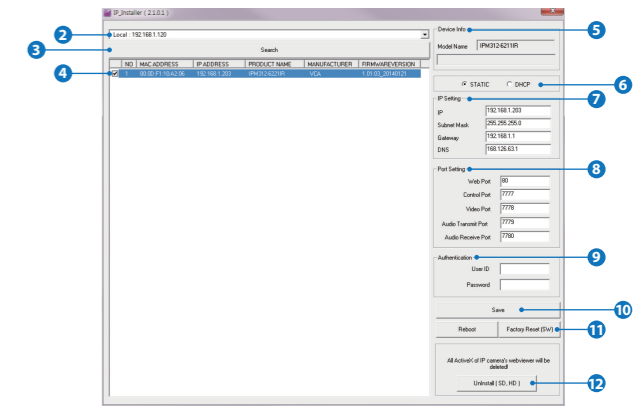 IP_Installer ( 2.1.0.1 )
2
Local : 192.168.1.120
3
Search
NO MAC ADDRESS IP ADDRESS PRODUCT NAME MANUFACTURER FIRMWAREVERSION
4
1 00:0D:F1:18:A2:06 192.168.1.203 IPM312-6221IR VCA 1.01.03_20140121
Device Info
5
Model Name IPM312-6211IR
STATIC DHCP
6
IP Setting
7
IP 192.168.1.203
Subnet Mask 255.255.255.0
Gateway 192.168.1.1
DNS 168.126.63.1
Port Setting
8
Web Port 80
Control Port 7777
Video Port 7778
Audio Transmit Port 7779
Audio Receive Port 7780
Authentication
9
User ID
Password
Save
10
Reboot Factory Reset (SW)
11
All ActiveX of IP camera's webviewer will be
deleted!
UnInstall ( SD, HD )
12